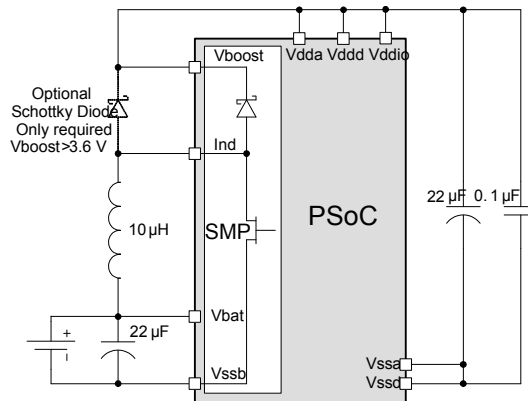 Vboost
Vdda Vddd Vddio
Optional
Schottky Diode
Only required
Vboost>3.6 V
Ind
22 µF 0.1 µF
PSoC
10 µH
SMP
Vbat
22 µF
+
–
Vssa
Vssb
Vssd